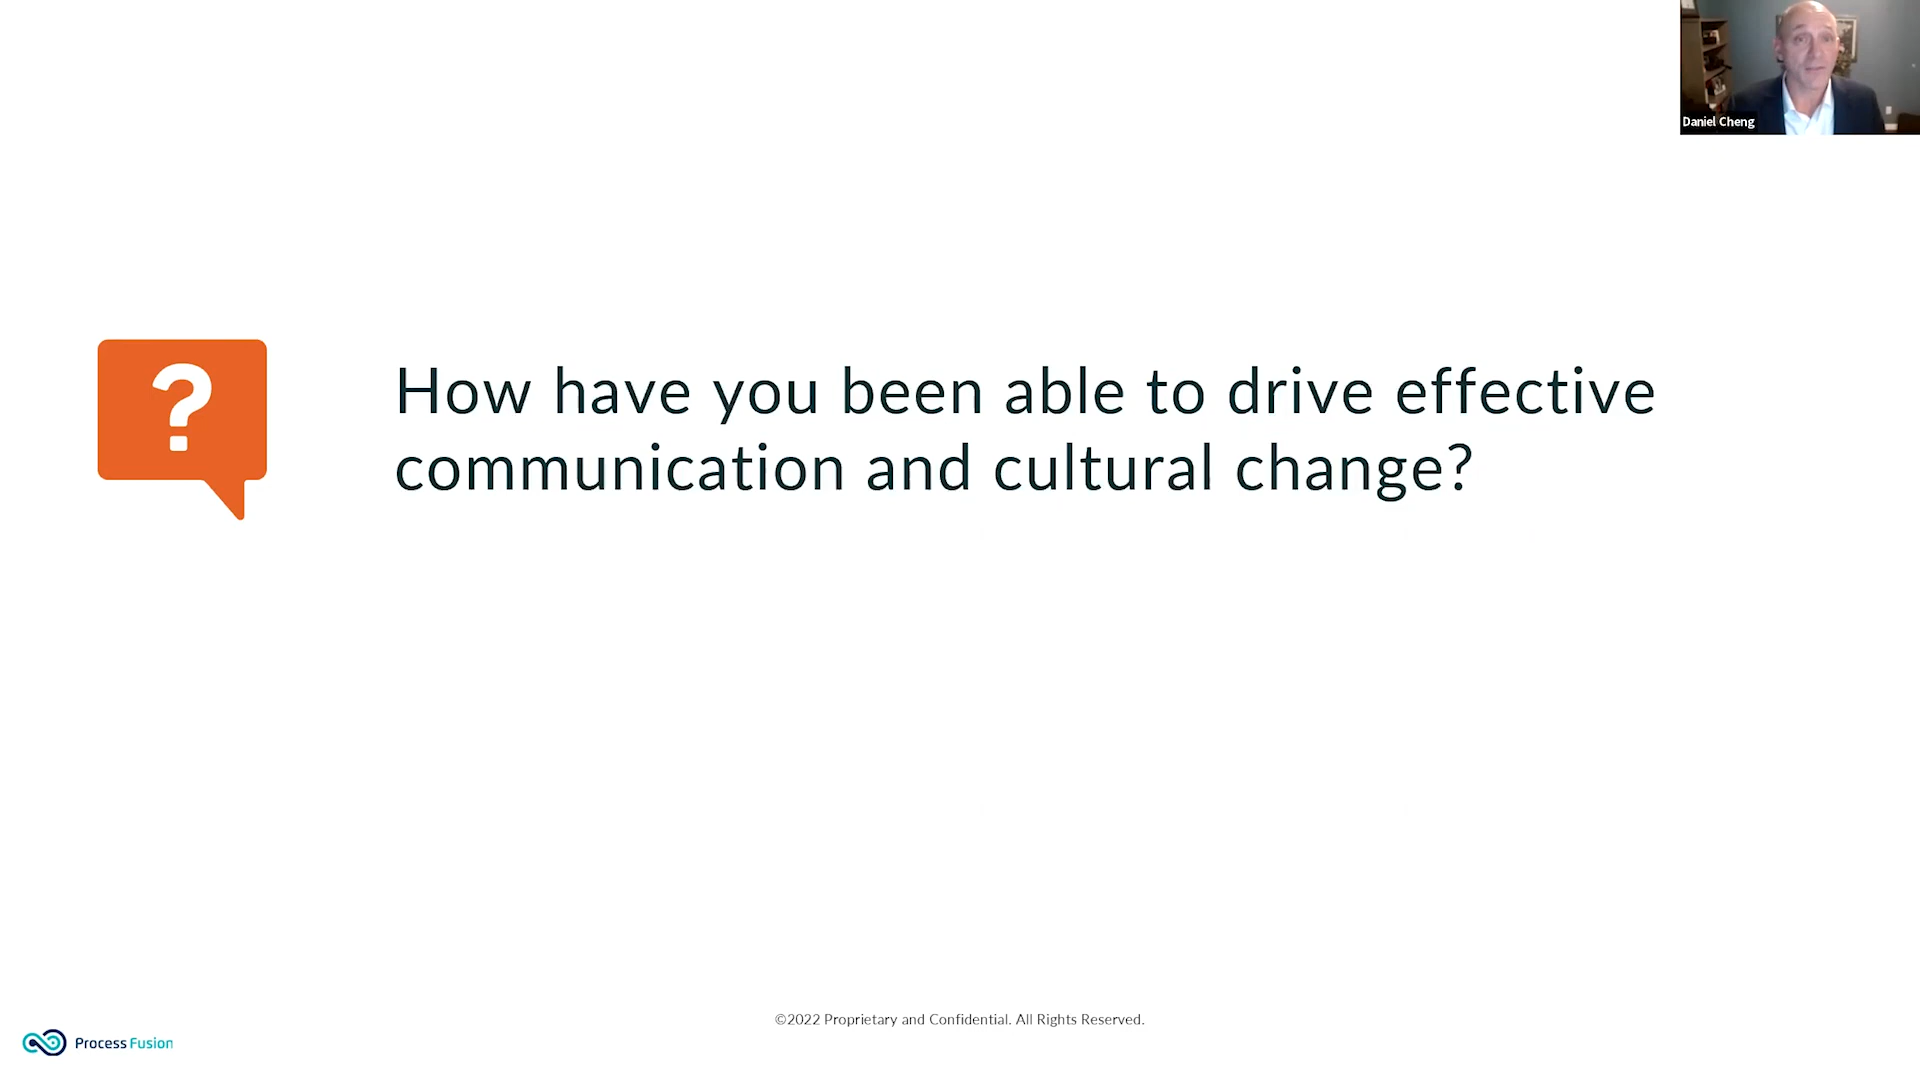 Daniel Cheng
?
How have you been able to drive effective
communication and cultural change?
©2022 Proprietary and Confidential. All Rights Reserved.
Process Fusion